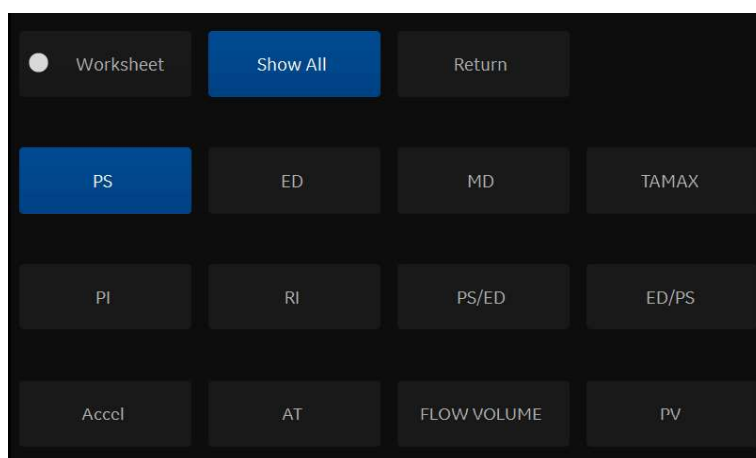 Worksheet Show All Return
PS ED MD TAMAX
PI RI PS/ED ED/PS
Accel AT FLOW VOLUME PV